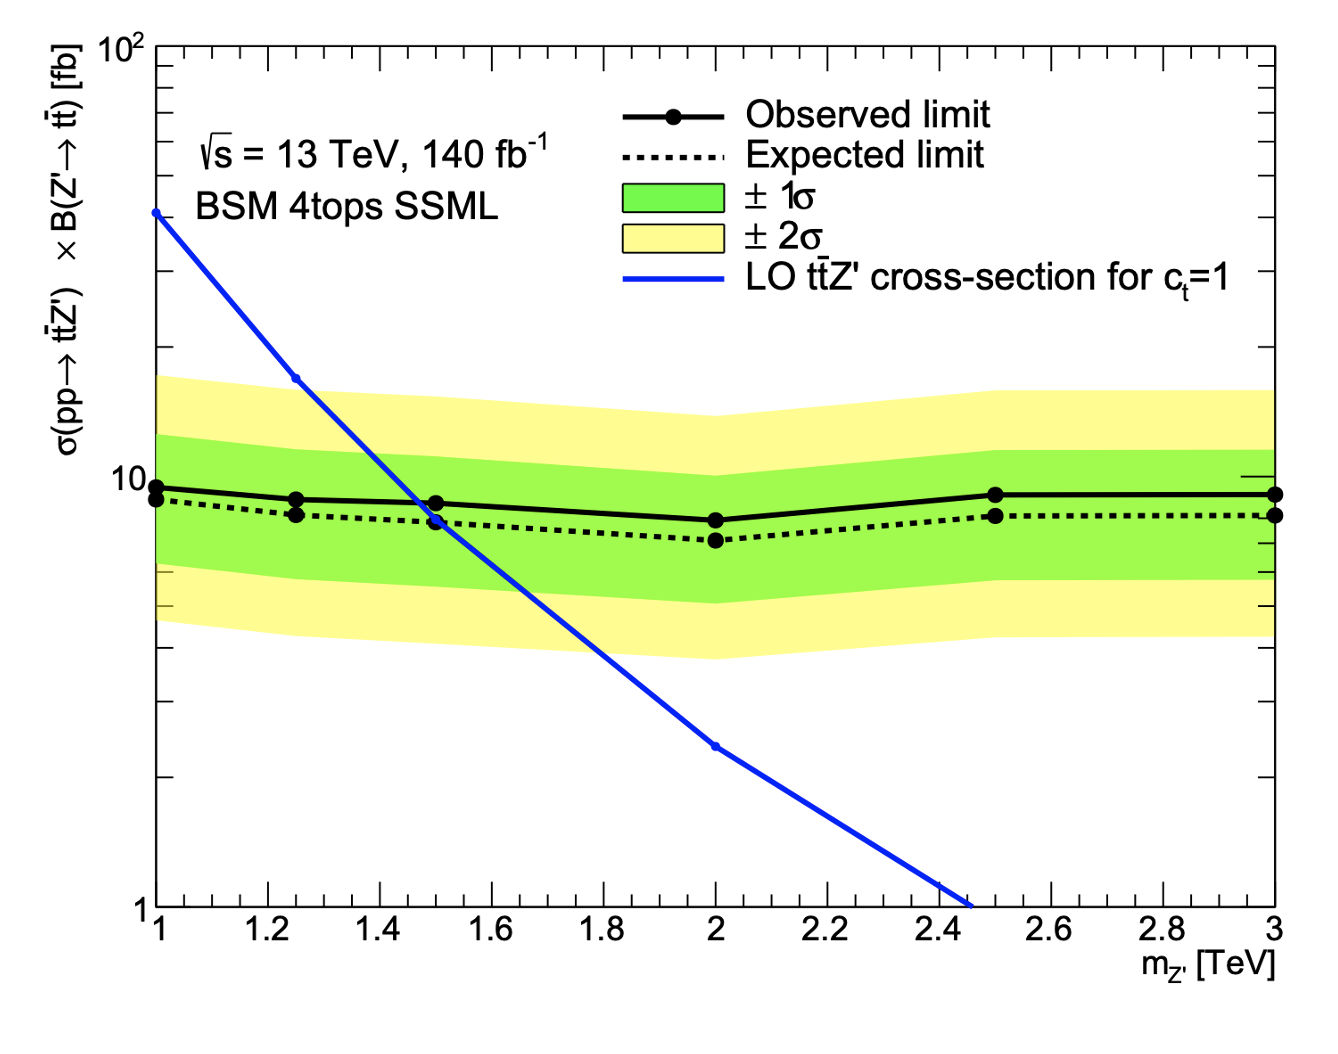 10²
10
1
σ(pp→ tt̄Z') × B(Z'→ tt̄) [fb]
√s = 13 TeV, 140 fb⁻¹
BSM 4tops SSML
Observed limit
Expected limit
± 1σ
± 2σ
LO tt̄Z' cross-section for cₜ=1
1 1.2 1.4 1.6 1.8 2 2.2 2.4 2.6 2.8 3
m_Z' [TeV]